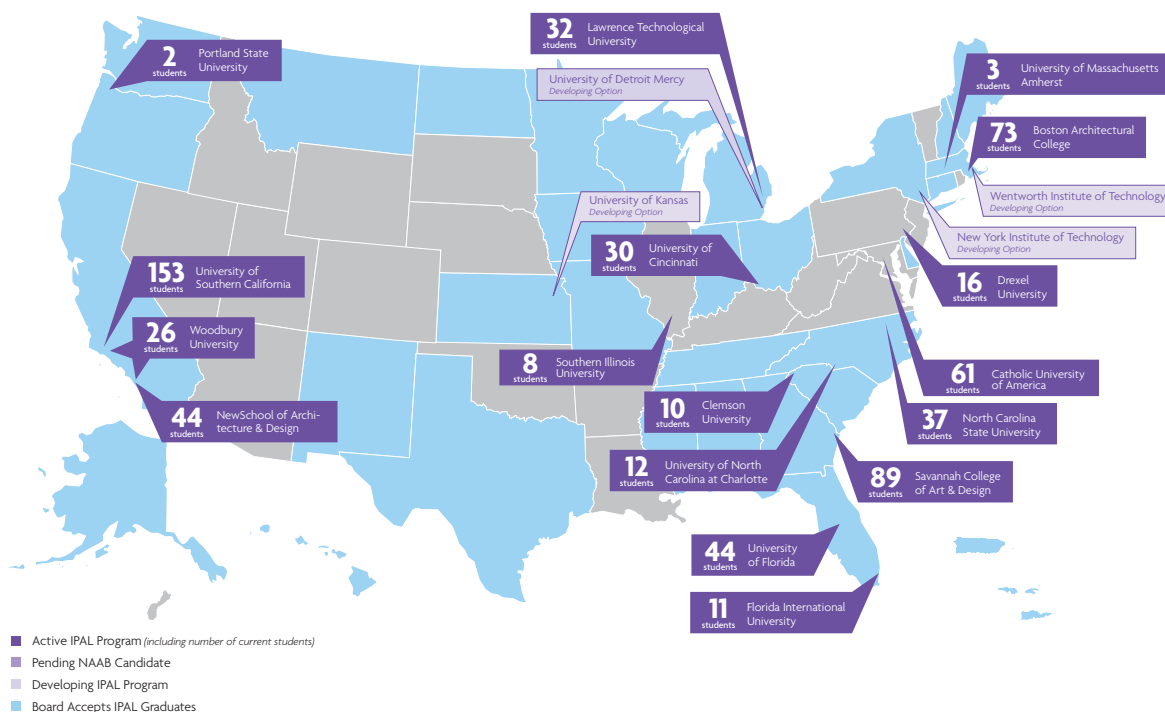 2
students
Portland State
University
32
students
Lawrence Technological
University
University of Detroit Mercy
Developing Option
3
students
University of Massachusetts
Amherst
73
students
Boston Architectural
College
Wentworth Institute of Technology
Developing Option
New York Institute of Technology
Developing Option
University of Kansas
Developing Option
30
students
University of
Cincinnati
16
students
Drexel
University
153
students
University of
Southern California
26
students
Woodbury
University
44
students
NewSchool of Archi-
tecture & Design
8
students
Southern Illinois
University
61
students
Catholic University
of America
10
students
Clemson
University
37
students
North Carolina
State University
12
students
University of North
Carolina at Charlotte
89
students
Savannah College
of Art & Design
44
students
University
of Florida
11
students
Florida International
University
Active IPAL Program (including number of current students)
Pending NAAB Candidate
Developing IPAL Program
Board Accepts IPAL Graduates